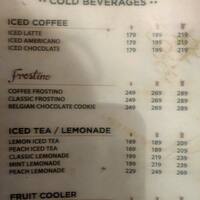 COLD BEVERAGES
ICED COFFEE
ICED LATTE 179 199 219
ICED AMERICANO 179 199 219
ICED CHOCOLATE 179 199 219
Frostino
COFFEE FROSTINO 249 269 289
CLASSIC FROSTINO 249 269 289
BELGIAN CHOCOLATE COOKIE 249 269 289
ICED TEA / LEMONADE
LEMON ICED TEA 169 189 209
PEACH ICED TEA 169 189 209
CLASSIC LEMONADE 199 219 239
MINT LEMONADE 199 219 239
PEACH LEMONADE 229 249 269
FRUIT COOLER